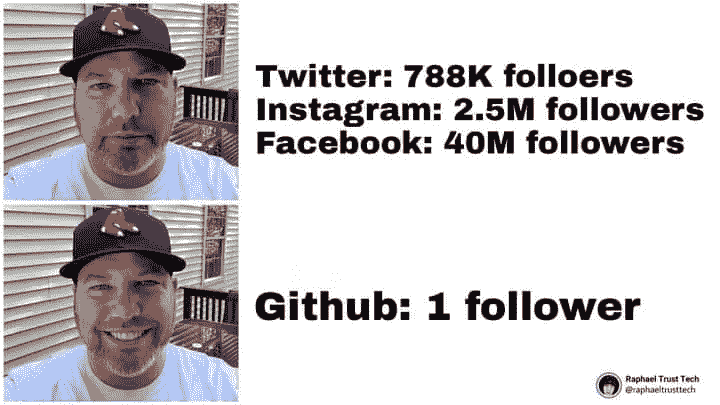 Twitter: 788K folloers
Instagram: 2.5M followers
Facebook: 40M followers
Github: 1 follower
Raphael Trust Tech
@raphaeltrusttech